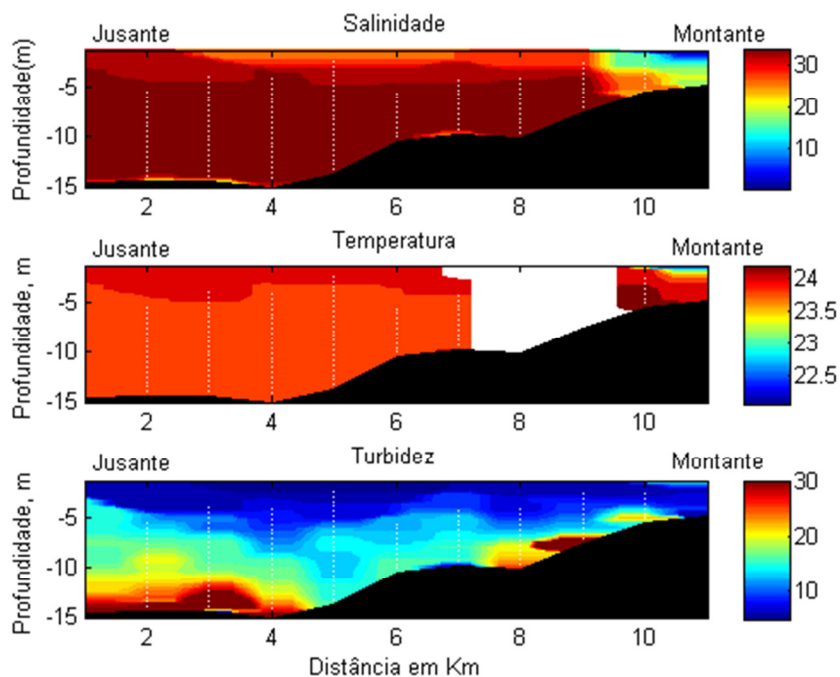 Jusante Salinidade Montante
Profundidade(m)
-5
-10
-15
2 4 6 8 10
30
20
10
Jusante Temperatura Montante
Profundidade, m
-5
-10
-15
2 4 6 8 10
24
23.5
23
22.5
Jusante Turbidez Montante
Profundidade, m
-5
-10
-15
2 4 6 8 10
30
20
10
Distância em Km